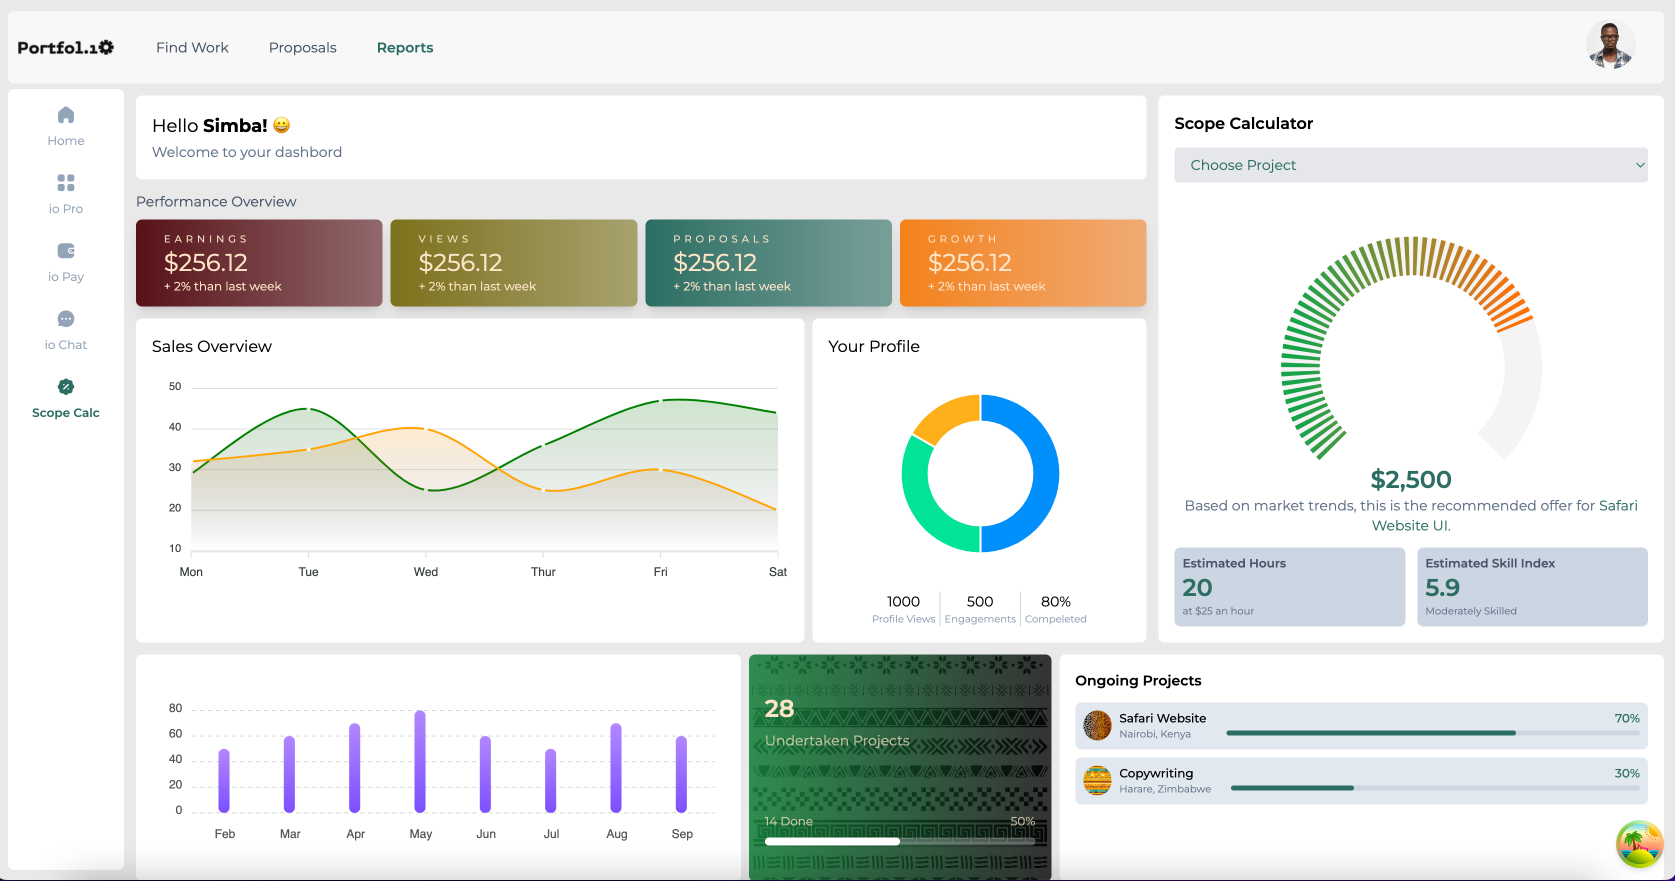 Portfol.io
Find Work
Proposals
Reports
Home
io Pro
io Pay
io Chat
Scope Calc
Hello Simba! 😀
Welcome to your dashbord
Performance Overview
EARNINGS
$256.12
+ 2% than last week
VIEWS
$256.12
+ 2% than last week
PROPOSALS
$256.12
+ 2% than last week
GROWTH
$256.12
+ 2% than last week
Sales Overview
50
40
30
20
10
Mon Tue Wed Thur Fri Sat
Your Profile
1000
Profile Views
500
Engagements
80%
Compeleted
Scope Calculator
Choose Project
$2,500
Based on market trends, this is the recommended offer for Safari
Website UI.
Estimated Hours
20
at $25 an hour
Estimated Skill Index
5.9
Moderately Skilled
80
60
40
20
0
Feb Mar Apr May Jun Jul Aug Sep
28
Undertaken Projects
14 Done
50%
Ongoing Projects
Safari Website
Nairobi, Kenya
70%
Copywriting
Harare, Zimbabwe
30%